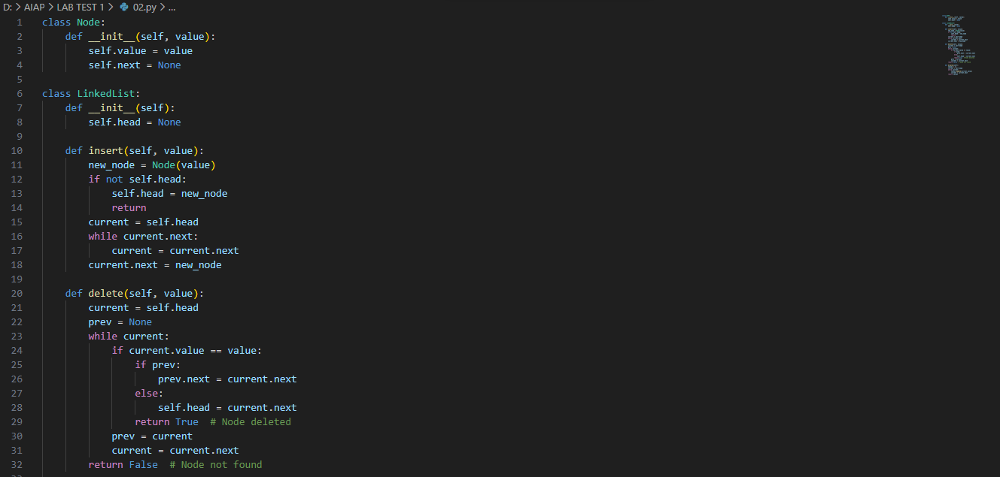 D: > AIAP > LAB TEST 1 > 02.py > ...
1 class Node:
2     def __init__(self, value):
3         self.value = value
4         self.next = None
5
6 class LinkedList:
7     def __init__(self):
8         self.head = None
9
10     def insert(self, value):
11         new_node = Node(value)
12         if not self.head:
13             self.head = new_node
14             return
15         current = self.head
16         while current.next:
17             current = current.next
18         current.next = new_node
19
20     def delete(self, value):
21         current = self.head
22         prev = None
23         while current:
24             if current.value == value:
25                 if prev:
26                     prev.next = current.next
27                 else:
28                     self.head = current.next
29                 return True  # Node deleted
30             prev = current
31             current = current.next
32         return False  # Node not found